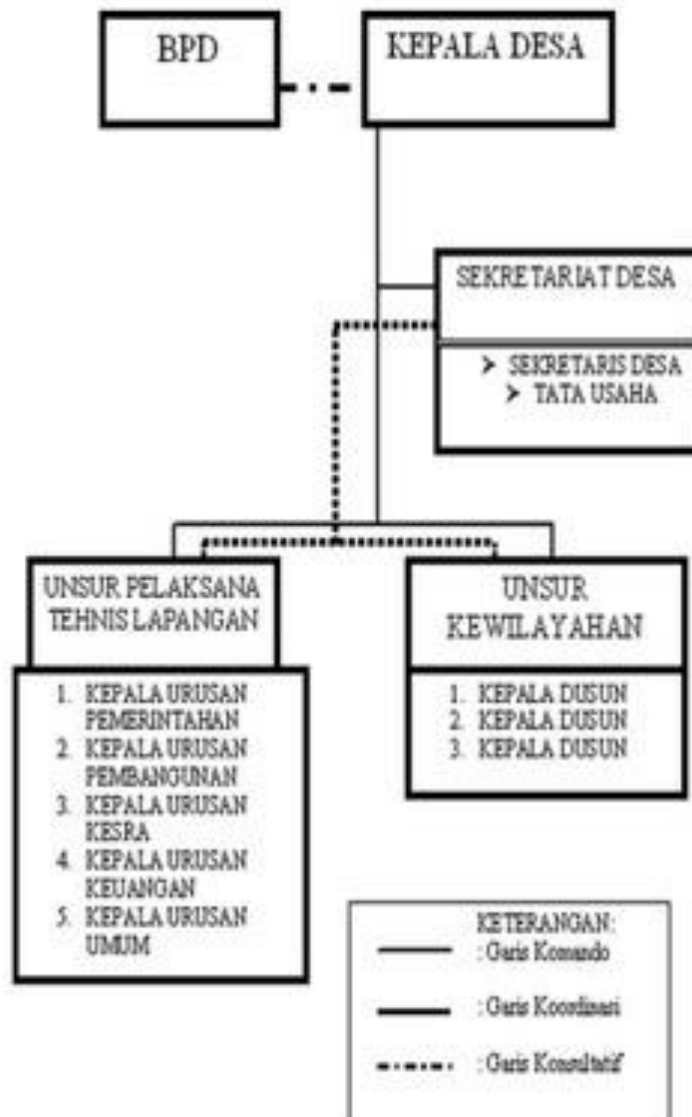 BPD
KEPALA DESA
SEKRETARIAT DESA
➤ SEKRETARIS DESA
➤ TATA USAHA
UNSUR PELAKSANA
TEHNIS LAPANGAN
1. KEPALA URUSAN
PEMERINTAHAN
2. KEPALA URUSAN
PEMBANGUNAN
3. KEPALA URUSAN
KESRA
4. KEPALA URUSAN
KEUANGAN
5. KEPALA URUSAN
UMUM
UNSUR
KEWILAYAHAN
1. KEPALA DUSUN
2. KEPALA DUSUN
3. KEPALA DUSUN
KETERANGAN:
: Garis Komando
: Garis Koordinasi
: Garis Konsultatif